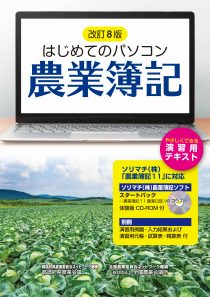 改訂8版
はじめてのパソコン
農業簿記
やさしくできる
演習用
テキスト
ソリマチ(株)
「農業簿記11」に対応
ソリマチ(株)農業簿記ソフト
スタートパック
体験版 CD-ROM 付
別冊
演習用例題・入力結果および
演習用元帳・試算表・精算表 付